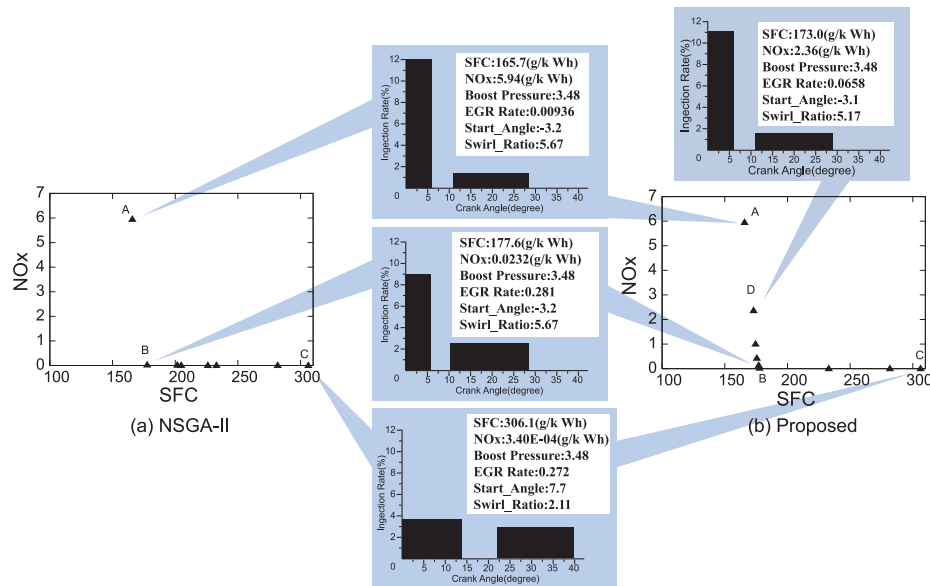 12
10
8
6
4
2
Ingection Rate(%)
SFC:165.7(g/k Wh)
NOx:5.94(g/k Wh)
Boost Pressure:3.48
EGR Rate:0.00936
Start_Angle:-3.2
Swirl_Ratio:5.67
0 5 10 15 20 25 30 35 40
Crank Angle(degree)
12
10
8
6
4
2
Ingection Rate(%)
SFC:173.0(g/k Wh)
NOx:2.36(g/k Wh)
Boost Pressure:3.48
EGR Rate:0.0658
Start_Angle:-3.1
Swirl_Ratio:5.17
0 5 10 15 20 25 30 35 40
Crank Angle(degree)
7
6
5
4
3
2
1
0
NOx
A
B
C
100 150 200 250 300
SFC
(a) NSGA-II
12
10
8
6
4
2
Ingection Rate(%)
SFC:177.6(g/k Wh)
NOx:0.0232(g/k Wh)
Boost Pressure:3.48
EGR Rate:0.281
Start_Angle:-3.2
Swirl_Ratio:5.67
0 5 10 15 20 25 30 35 40
Crank Angle(degree)
7
6
5
4
3
2
1
0
NOx
A
D
B
C
100 150 200 250 300
SFC
(b) Proposed
12
10
8
6
4
2
Ingection Rate(%)
SFC:306.1(g/k Wh)
NOx:3.40E-04(g/k Wh)
Boost Pressure:3.48
EGR Rate:0.272
Start_Angle:7.7
Swirl_Ratio:2.11
0 5 10 15 20 25 30 35 40
Crank Angle(degree)